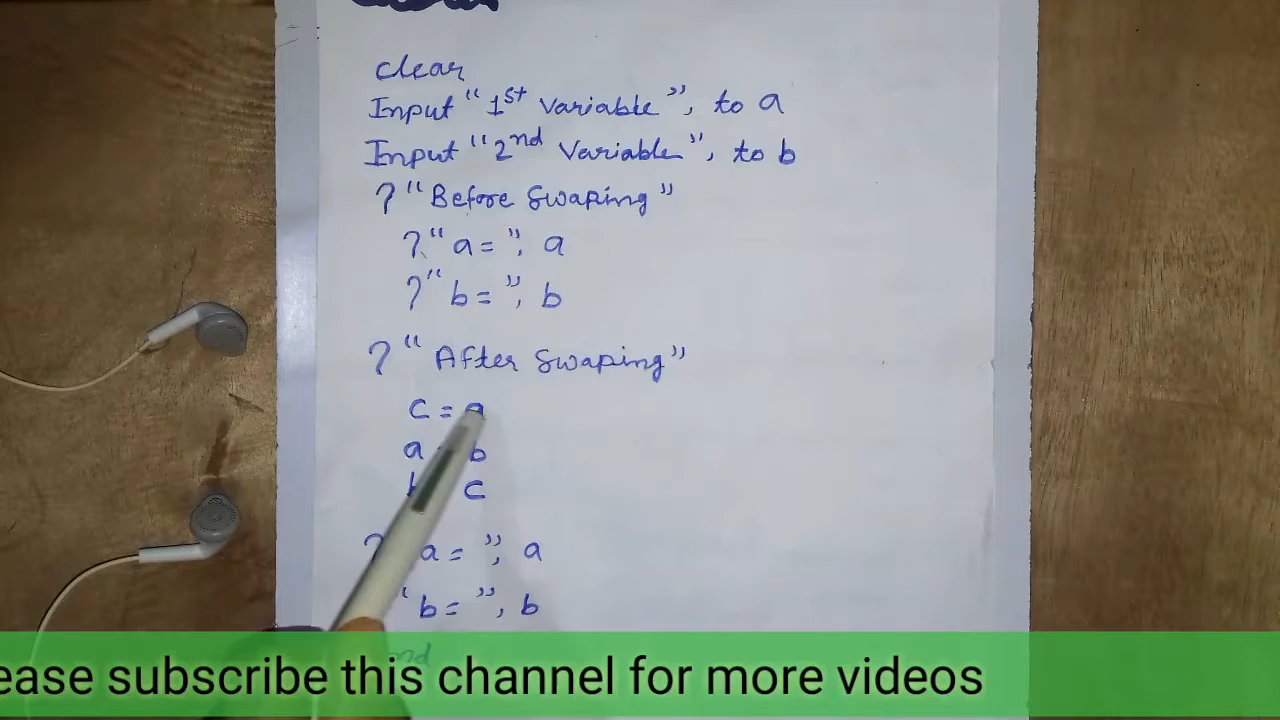 clear
Input "1st Variable", to a
Input "2nd Variable", to b
? "Before Swaping"
? "a = ", a
? "b = ", b
? "After Swaping"
c = a
a = b
c
? a = ", a
" b = ", b
ease subscribe this channel for more videos